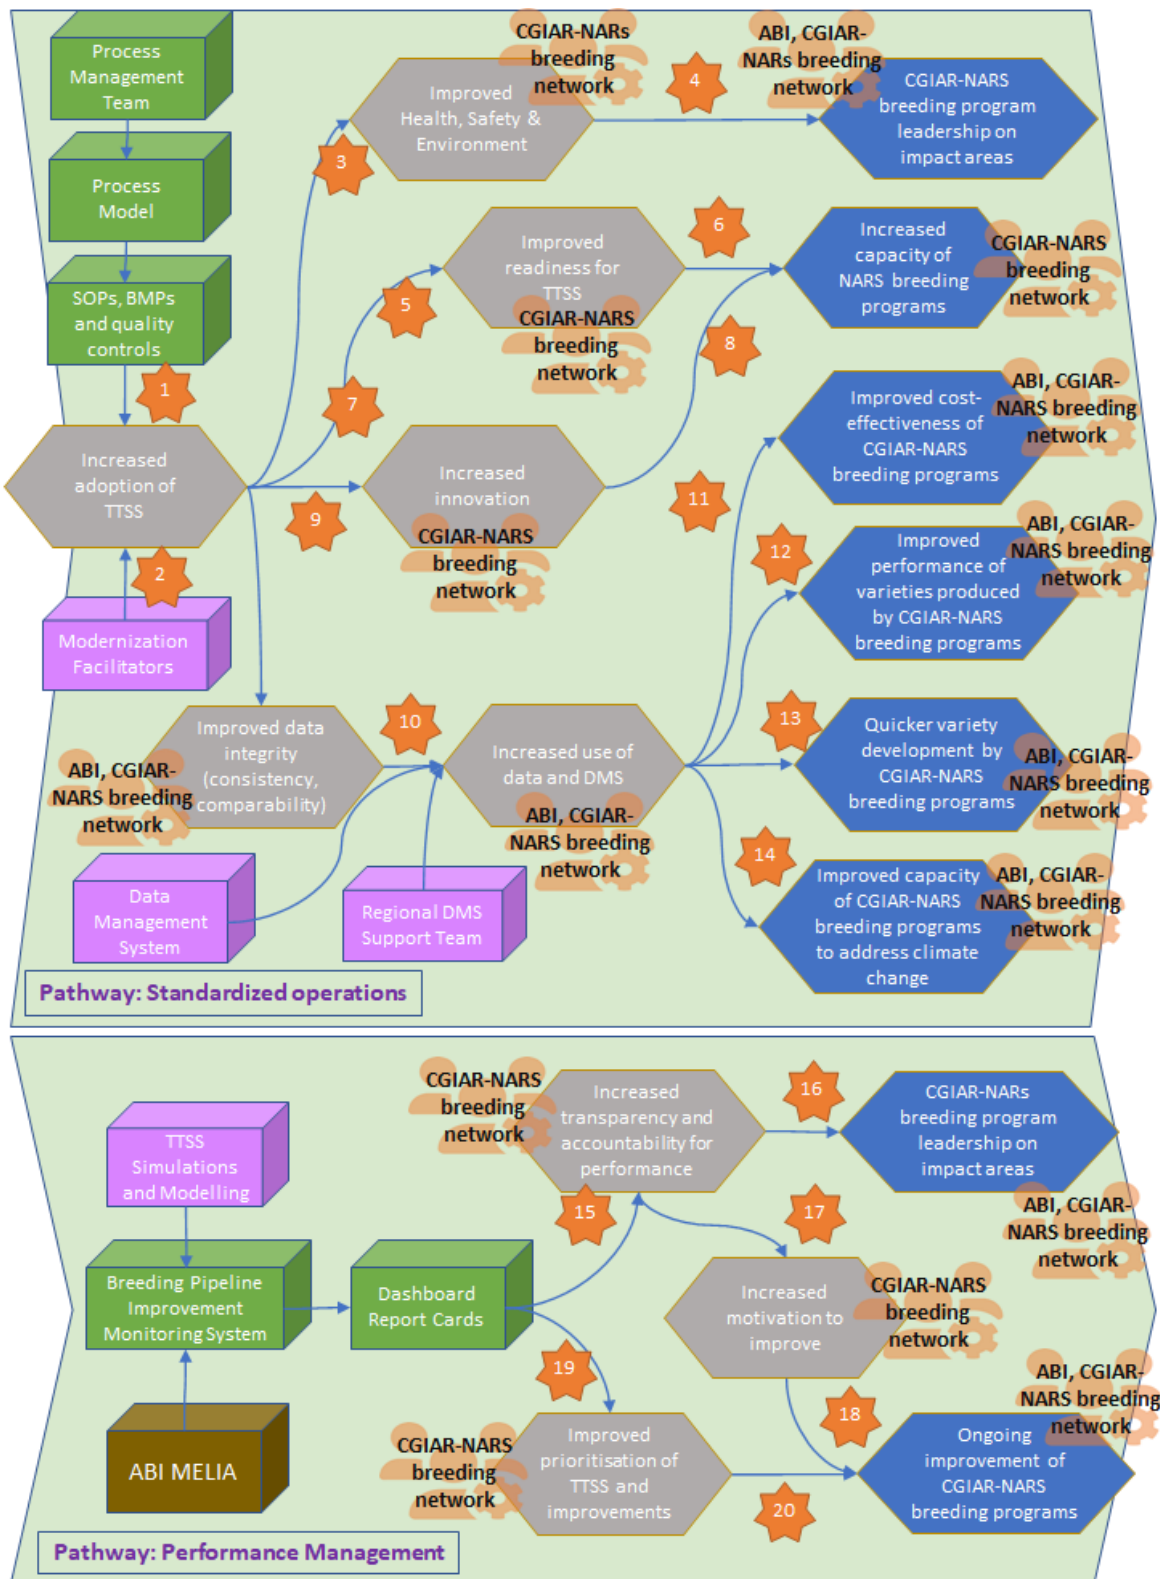 Process
Management
Team
Process
Model
SOPs, BMPs
and quality
controls
1
Increased
adoption of
TTSS
2
Modernization
Facilitators
3
Improved
Health, Safety &
Environment
CGIAR-NARs
breeding
network
4
ABI, CGIAR-
NARs breeding
network
CGIAR-NARS
breeding program
leadership on
impact areas
5
Improved
readiness for
TTSS
CGIAR-NARS
breeding
network
6
Increased
capacity of
NARS breeding
programs
CGIAR-NARS
breeding
network
7
8
9
Increased
innovation
CGIAR-NARS
breeding
network
Improved cost-
effectiveness of
CGIAR-NARS
breeding programs
ABI, CGIAR-
NARS breeding
network
11
12
Improved
performance of
varieties produced
by CGIAR-NARS
breeding programs
ABI, CGIAR-
NARS breeding
network
Improved data
integrity
(consistency,
comparability)
ABI, CGIAR-
NARS breeding
network
10
Increased use of
data and DMS
ABI, CGIAR-
NARS breeding
network
13
Quicker variety
development by
CGIAR-NARS
breeding programs
ABI, CGIAR-
NARS breeding
network
14
Improved capacity
of CGIAR-NARS
breeding programs
to address climate
change
ABI, CGIAR-
NARS breeding
network
Data
Management
System
Regional DMS
Support Team
Pathway: Standardized operations
TTSS
Simulations
and Modelling
Breeding Pipeline
Improvement
Monitoring System
ABI MELIA
Dashboard
Report Cards
CGIAR-NARS
breeding
network
Increased
transparency and
accountability for
performance
15
16
CGIAR-NARs
breeding program
leadership on
impact areas
ABI, CGIAR-
NARS breeding
network
17
Increased
motivation to
improve
CGIAR-NARS
breeding
network
18
19
CGIAR-NARS
breeding
network
Improved
prioritisation of
TTSS and
improvements
20
Ongoing
improvement of
CGIAR-NARS
breeding programs
ABI, CGIAR-
NARS breeding
network
Pathway: Performance Management